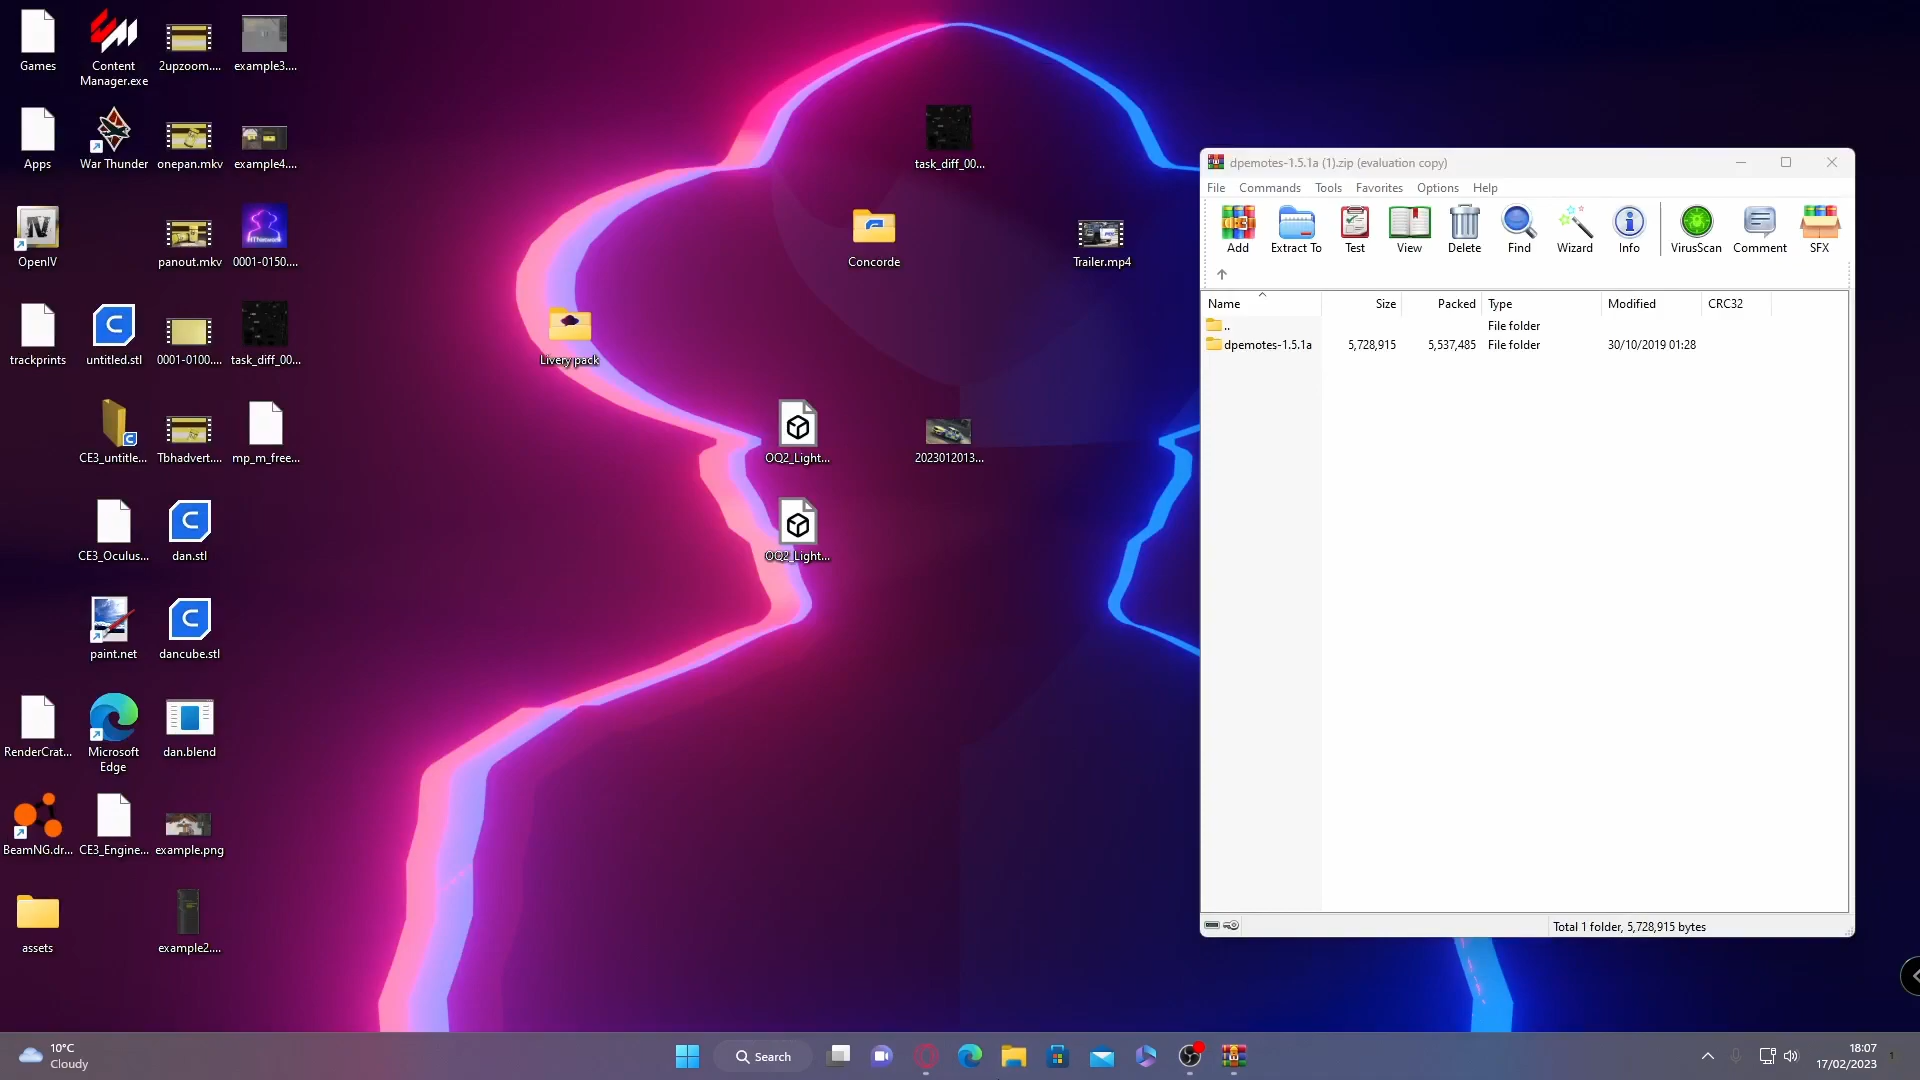 Games
Content
Manager.exe
2upzoom....
example3....
Apps
War Thunder
onepan.mkv
example4....
OpenIV
panout.mkv
0001-0150....
trackprints
untitled.stl
0001-0100....
task_diff_00...
CE3_untitle...
Tbhadvert....
mp_m_free...
CE3_Oculus...
dan.stl
paint.net
dancube.stl
RenderCrat...
Microsoft
Edge
dan.blend
BeamNG.dr...
CE3_Engine...
example.png
assets
example2....
task_diff_00...
Concorde
Trailer.mp4
Livery pack
OQ2_Light...
2023012013...
OQ2_Light...
dpemotes-1.5.1a (1).zip (evaluation copy)
File Commands Tools Favorites Options Help
Add Extract To Test View Delete Find Wizard Info VirusScan Comment SFX
Name Size Packed Type Modified CRC32
.. File folder
dpemotes-1.5.1a 5,728,915 5,537,485 File folder 30/10/2019 01:28
Total 1 folder, 5,728,915 bytes
10°C
Cloudy
Search
18:07
17/02/2023
1